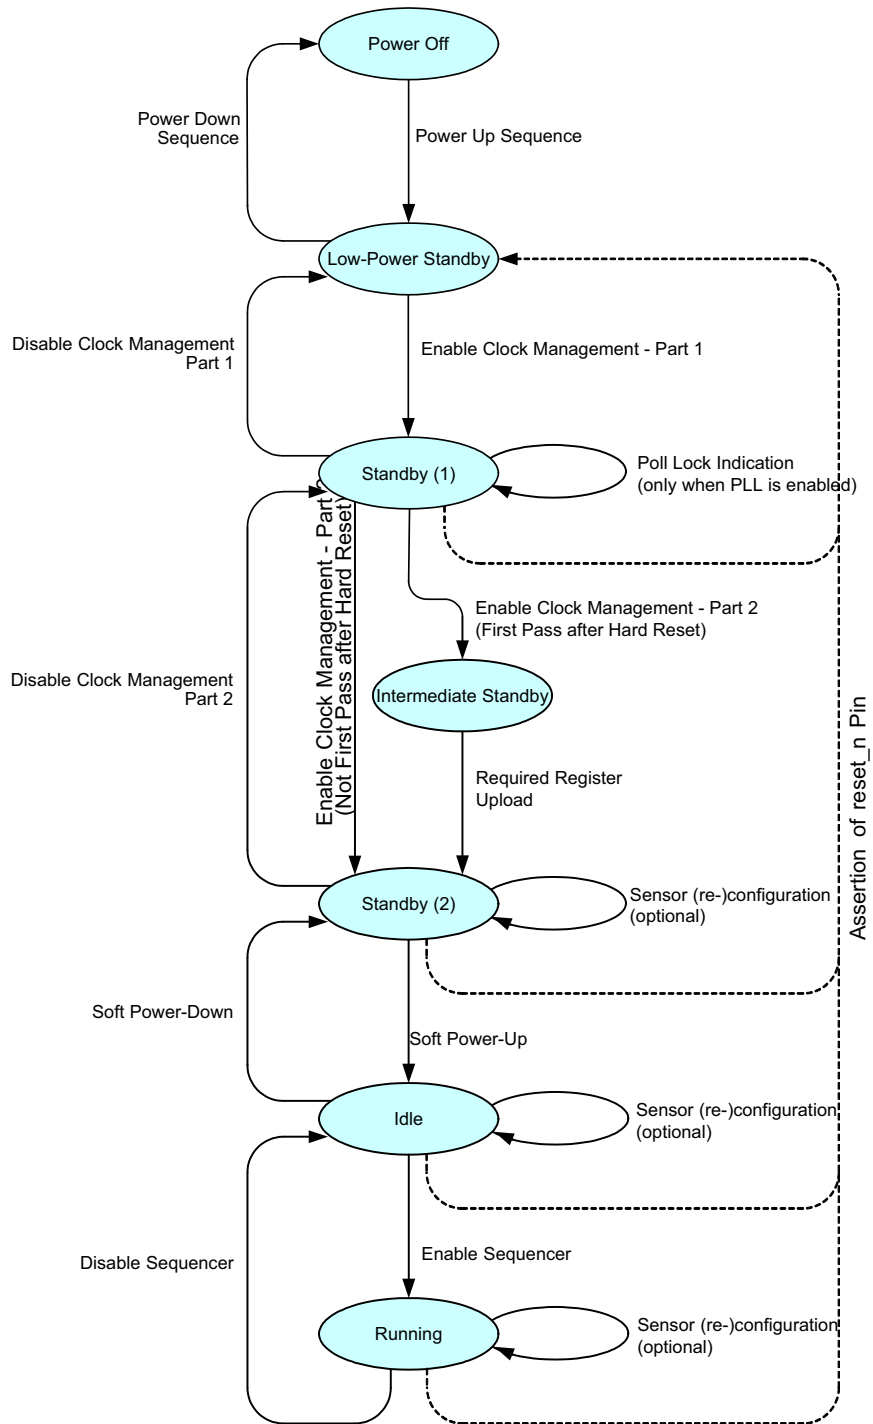 Power Off
Power Down
Sequence
Power Up Sequence
Low-Power Standby
Disable Clock Management
Part 1
Enable Clock Management - Part 1
Standby (1)
Poll Lock Indication
(only when PLL is enabled)
Enable Clock Management - Part
(Not First Pass after Hard Reset)
Enable Clock Management - Part 2
(First Pass after Hard Reset)
Disable Clock Management
Part 2
Intermediate Standby
Assertion of reset_n Pin
Required Register
Upload
Standby (2)
Sensor (re-)configuration
(optional)
Soft Power-Down
Soft Power-Up
Idle
Sensor (re-)configuration
(optional)
Disable Sequencer
Enable Sequencer
Running
Sensor (re-)configuration
(optional)